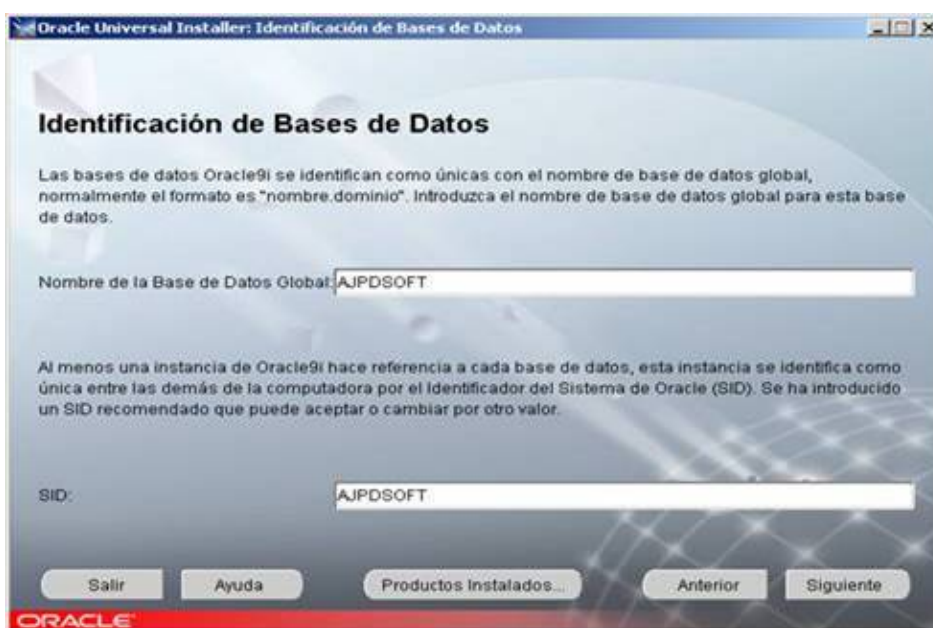 Oracle Universal Installer: Identificación de Bases de Datos
Identificación de Bases de Datos
Las bases de datos Oracle9i se identifican como únicas con el nombre de base de datos global,
normalmente el formato es "nombre.dominio". Introduzca el nombre de base de datos global para esta base
de datos.
Nombre de la Base de Datos Global: AJPDSOFT
Al menos una instancia de Oracle9i hace referencia a cada base de datos, esta instancia se identifica como
única entre las demás de la computadora por el Identificador del Sistema de Oracle (SID). Se ha introducido
un SID recomendado que puede aceptar o cambiar por otro valor.
SID: AJPDSOFT
Salir Ayuda Productos Instalados... Anterior Siguiente
ORACLE